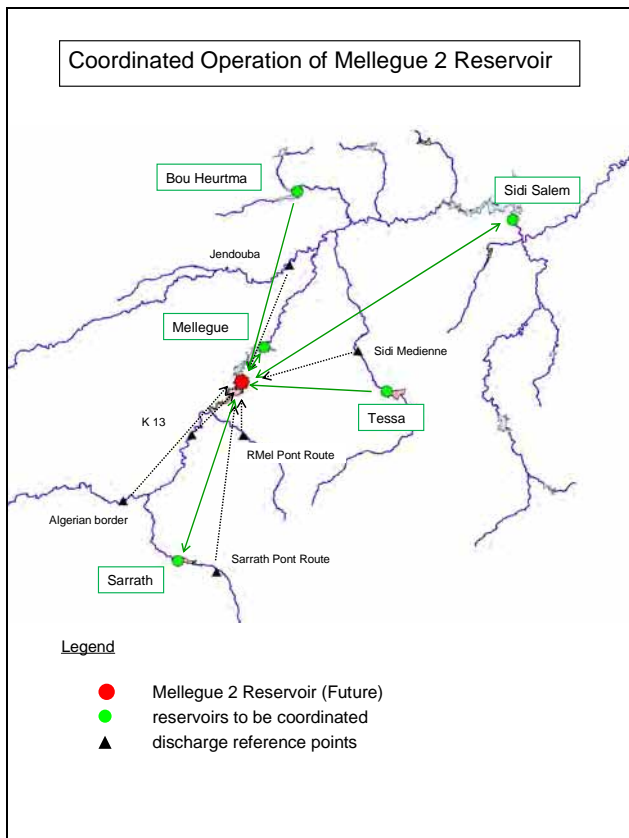 Coordinated Operation of Mellegue 2 Reservoir
Bou Heurtma
Sidi Salem
Jendouba
Mellegue
Sidi Medienne
Tessa
K 13
RMel Pont Route
Algerian border
Sarrath Pont Route
Sarrath
Legend
Mellegue 2 Reservoir (Future)
reservoirs to be coordinated
discharge reference points